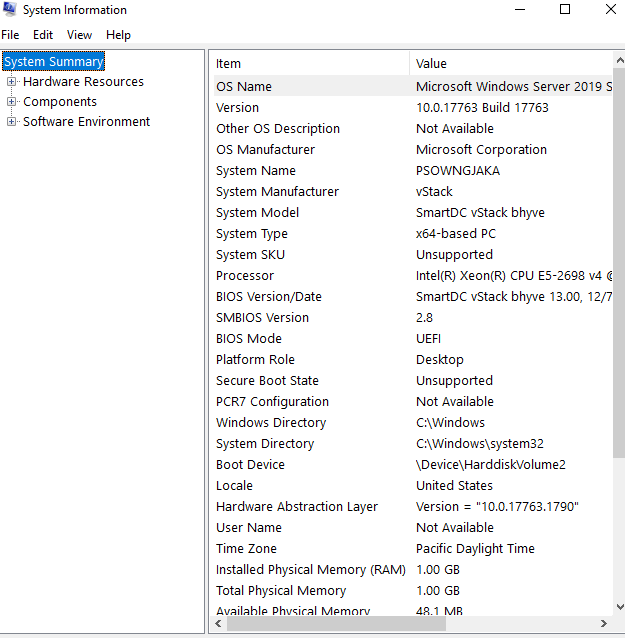 System Information
File Edit View Help
System Summary
Hardware Resources
Components
Software Environment
Item Value
OS Name Microsoft Windows Server 2019 S
Version 10.0.17763 Build 17763
Other OS Description Not Available
OS Manufacturer Microsoft Corporation
System Name PSOWNGJAKA
System Manufacturer vStack
System Model SmartDC vStack bhyve
System Type x64-based PC
System SKU Unsupported
Processor Intel(R) Xeon(R) CPU E5-2698 v4 @
BIOS Version/Date SmartDC vStack bhyve 13.00, 12/7
SMBIOS Version 2.8
BIOS Mode UEFI
Platform Role Desktop
Secure Boot State Unsupported
PCR7 Configuration Not Available
Windows Directory C:\Windows
System Directory C:\Windows\system32
Boot Device \Device\HarddiskVolume2
Locale United States
Hardware Abstraction Layer Version = "10.0.17763.1790"
User Name Not Available
Time Zone Pacific Daylight Time
Installed Physical Memory (RAM) 1.00 GB
Total Physical Memory 1.00 GB
Available Physical Memory 48.1 MB